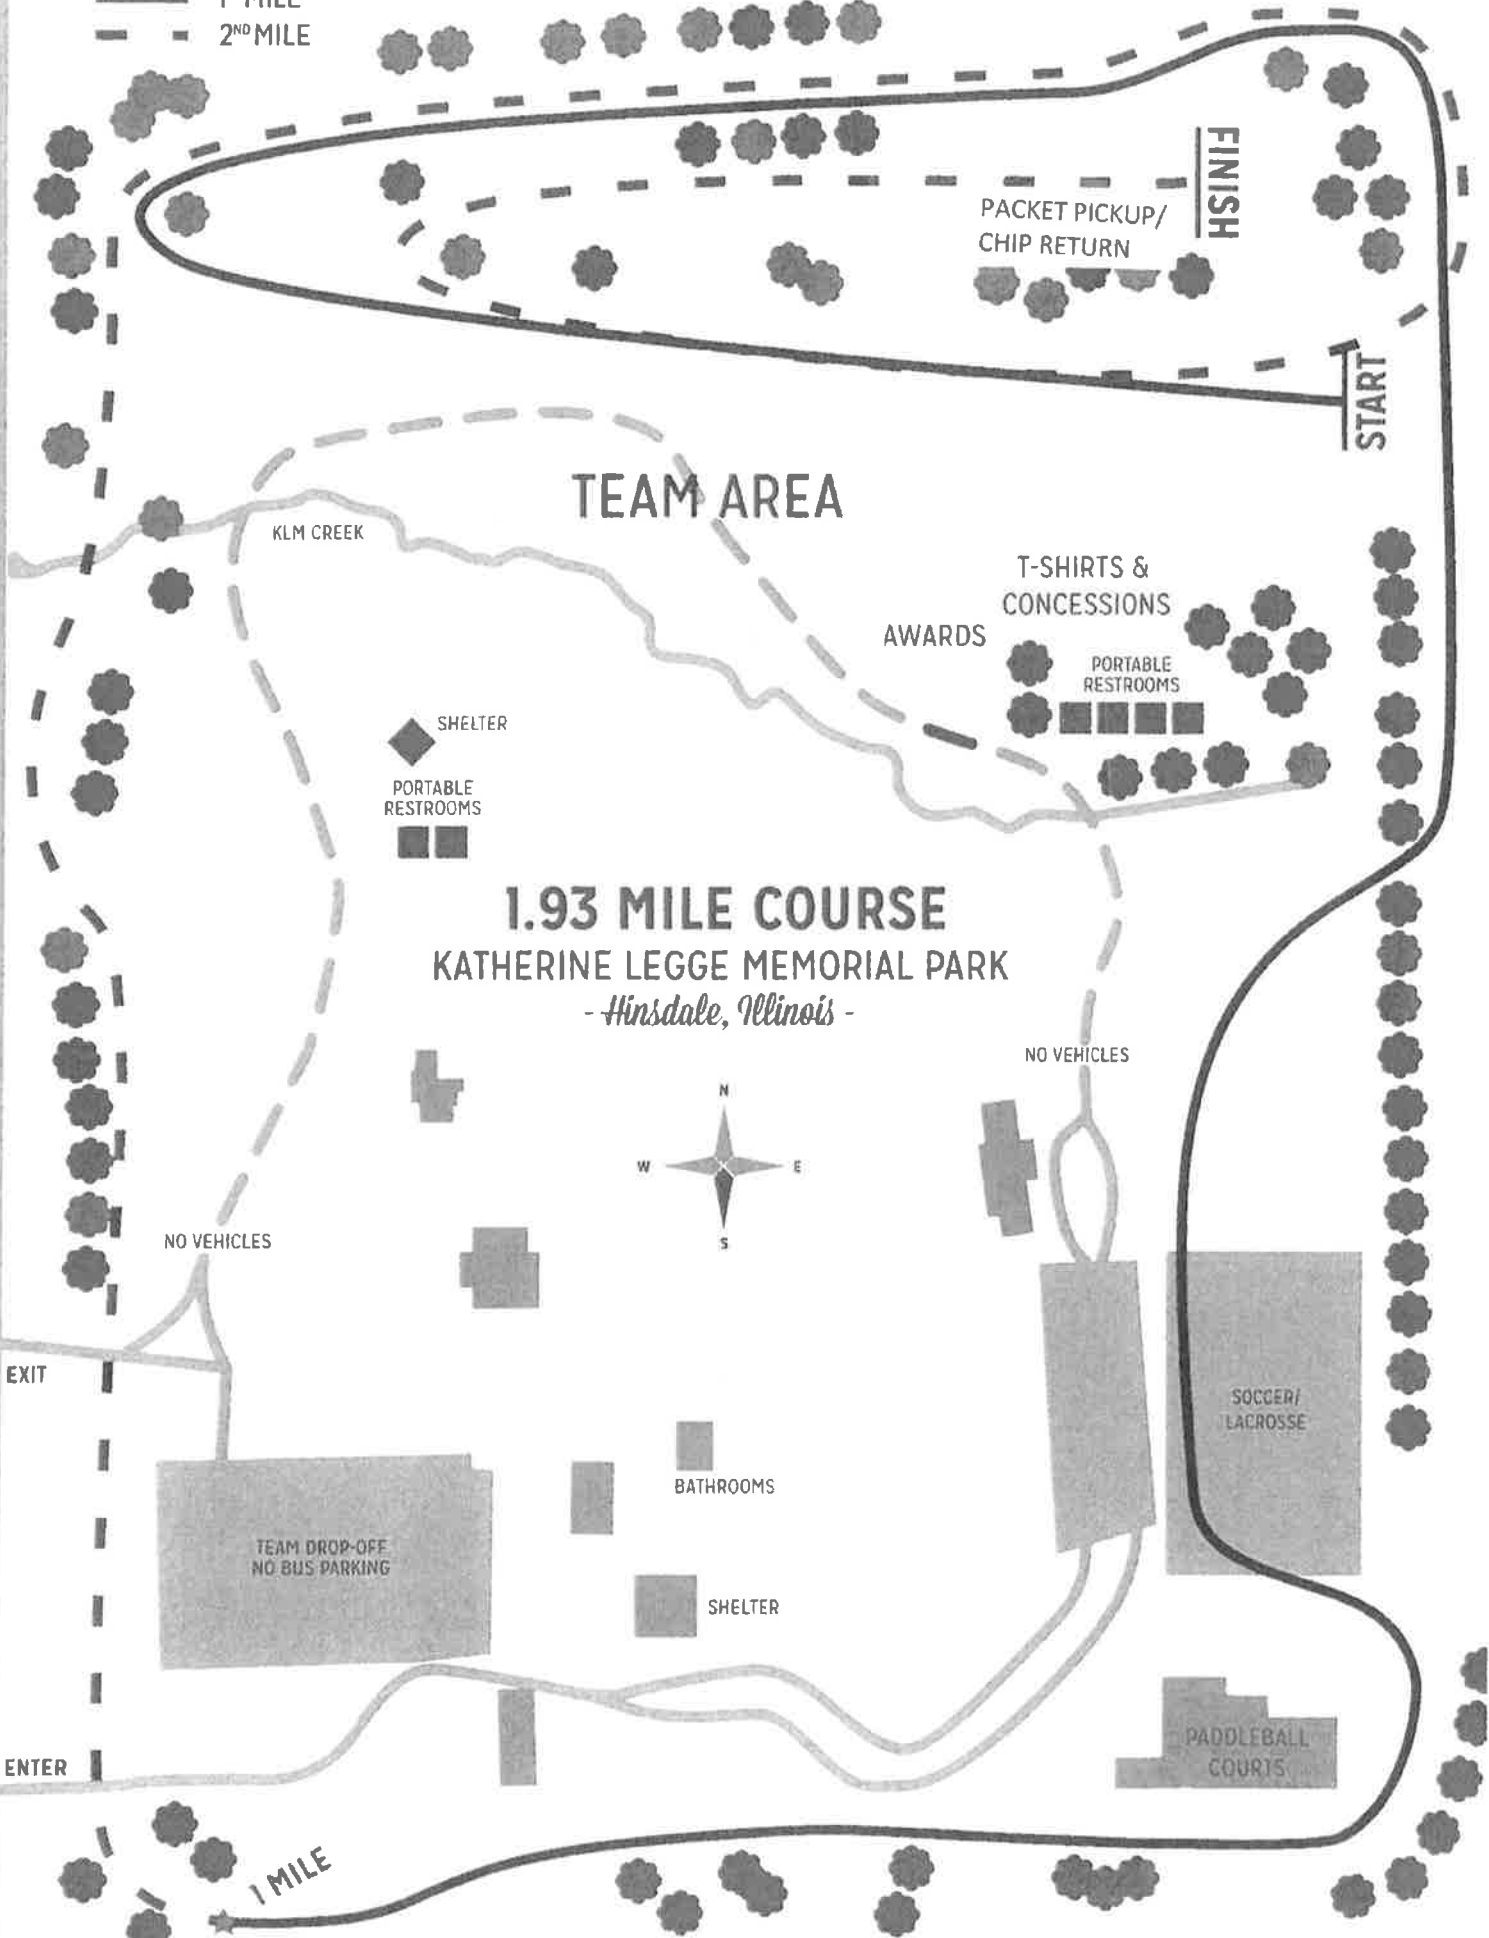 1ST MILE
2ND MILE
FINISH
PACKET PICKUP/
CHIP RETURN
START
TEAM AREA
KLM CREEK
T-SHIRTS &
CONCESSIONS
AWARDS
PORTABLE
RESTROOMS
SHELTER
PORTABLE
RESTROOMS
1.93 MILE COURSE
KATHERINE LEGGE MEMORIAL PARK
- Hinsdale, Illinois -
NO VEHICLES
N
W
E
S
NO VEHICLES
EXIT
SOCCER/
LACROSSE
BATHROOMS
TEAM DROP-OFF
NO BUS PARKING
SHELTER
PADDLEBALL
COURTS
ENTER
1 MILE